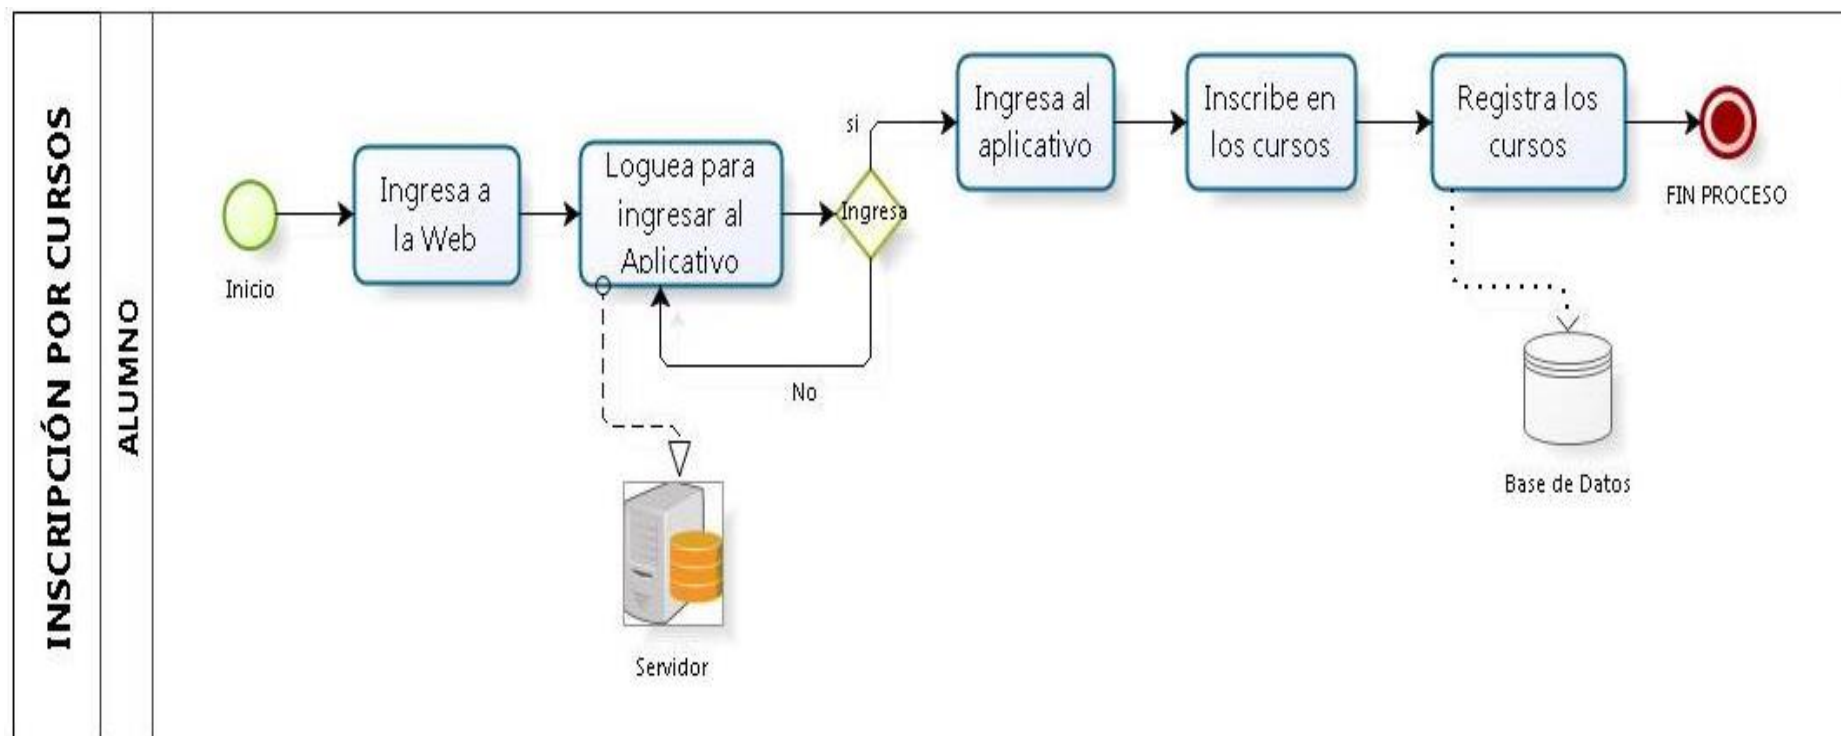 INSCRIPCIÓN POR CURSOS
ALUMNO
Inicio
Ingresa a
la Web
Loguea para
ingresar al
Aplicativo
Ingresa
si
No
Ingresa al
aplicativo
Inscribe en
los cursos
Registra los
cursos
FIN PROCESO
Servidor
Base de Datos